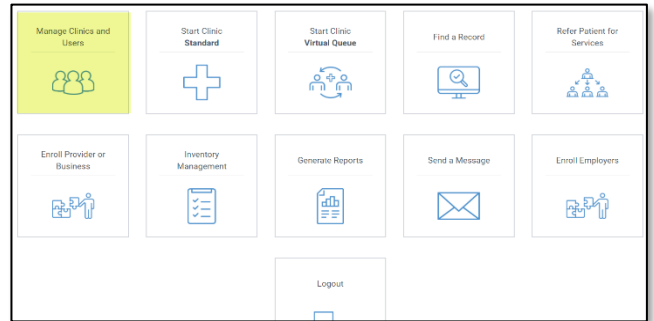 Manage Clinics and
Users
Start Clinic
Standard
Start Clinic
Virtual Queue
Find a Record
Refer Patient for
Services
Enroll Provider or
Business
Inventory
Management
Generate Reports
Send a Message
Enroll Employers
Logout